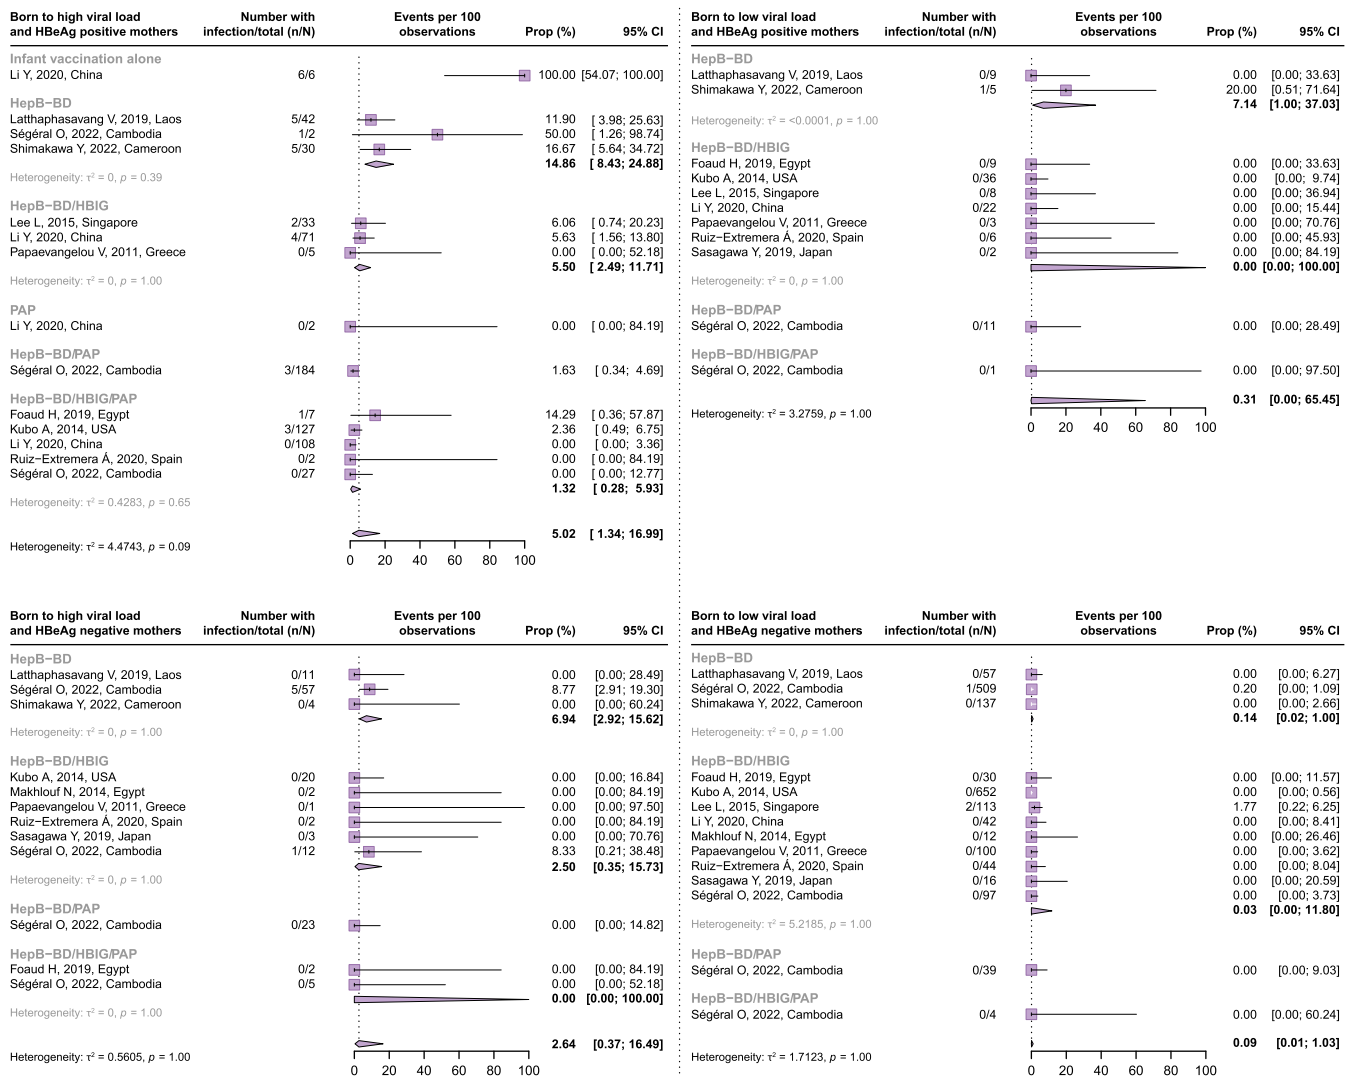 Born to high viral load Number with Events per 100
and HBeAg positive mothers infection/total (n/N) observations Prop (%) 95% CI
Infant vaccination alone
Li Y, 2020, China 6/6 100.00 [54.07; 100.00]
HepB−BD
Latthaphasavang V, 2019, Laos 5/42 11.90 [ 3.98; 25.63]
Ségéral O, 2022, Cambodia 1/2 50.00 [ 1.26; 98.74]
Shimakawa Y, 2022, Cameroon 5/30 16.67 [ 5.64; 34.72]
14.86 [ 8.43; 24.88]
Heterogeneity: τ² = 0, p = 0.39
HepB−BD/HBIG
Lee L, 2015, Singapore 2/33 6.06 [ 0.74; 20.23]
Li Y, 2020, China 4/71 5.63 [ 1.56; 13.80]
Papaevangelou V, 2011, Greece 0/5 0.00 [ 0.00; 52.18]
5.50 [ 2.49; 11.71]
Heterogeneity: τ² = 0, p = 1.00
PAP
Li Y, 2020, China 0/2 0.00 [ 0.00; 84.19]
HepB−BD/PAP
Ségéral O, 2022, Cambodia 3/184 1.63 [ 0.34; 4.69]
HepB−BD/HBIG/PAP
Foaud H, 2019, Egypt 1/7 14.29 [ 0.36; 57.87]
Kubo A, 2014, USA 3/127 2.36 [ 0.49; 6.75]
Li Y, 2020, China 0/108 0.00 [ 0.00; 3.36]
Ruiz−Extremera Á, 2020, Spain 0/2 0.00 [ 0.00; 84.19]
Ségéral O, 2022, Cambodia 0/27 0.00 [ 0.00; 12.77]
1.32 [ 0.28; 5.93]
Heterogeneity: τ² = 0.4283, p = 0.65
5.02 [ 1.34; 16.99]
Heterogeneity: τ² = 4.4743, p = 0.09
0 20 40 60 80 100
Born to low viral load Number with Events per 100
and HBeAg positive mothers infection/total (n/N) observations Prop (%) 95% CI
HepB−BD
Latthaphasavang V, 2019, Laos 0/9 0.00 [0.00; 33.63]
Shimakawa Y, 2022, Cameroon 1/5 20.00 [0.51; 71.64]
7.14 [1.00; 37.03]
Heterogeneity: τ² = <0.0001, p = 1.00
HepB−BD/HBIG
Foaud H, 2019, Egypt 0/9 0.00 [0.00; 33.63]
Kubo A, 2014, USA 0/36 0.00 [0.00; 9.74]
Lee L, 2015, Singapore 0/8 0.00 [0.00; 36.94]
Li Y, 2020, China 0/22 0.00 [0.00; 15.44]
Papaevangelou V, 2011, Greece 0/3 0.00 [0.00; 70.76]
Ruiz−Extremera Á, 2020, Spain 0/6 0.00 [0.00; 45.93]
Sasagawa Y, 2019, Japan 0/2 0.00 [0.00; 84.19]
0.00 [0.00; 100.00]
Heterogeneity: τ² = 0, p = 1.00
HepB−BD/PAP
Ségéral O, 2022, Cambodia 0/11 0.00 [0.00; 28.49]
HepB−BD/HBIG/PAP
Ségéral O, 2022, Cambodia 0/1 0.00 [0.00; 97.50]
0.31 [0.00; 65.45]
Heterogeneity: τ² = 3.2759, p = 1.00
0 20 40 60 80 100
Born to high viral load Number with Events per 100
and HBeAg negative mothers infection/total (n/N) observations Prop (%) 95% CI
HepB−BD
Latthaphasavang V, 2019, Laos 0/11 0.00 [0.00; 28.49]
Ségéral O, 2022, Cambodia 5/57 8.77 [2.91; 19.30]
Shimakawa Y, 2022, Cameroon 0/4 0.00 [0.00; 60.24]
6.94 [2.92; 15.62]
Heterogeneity: τ² = 0, p = 1.00
HepB−BD/HBIG
Kubo A, 2014, USA 0/20 0.00 [0.00; 16.84]
Makhlouf N, 2014, Egypt 0/2 0.00 [0.00; 84.19]
Papaevangelou V, 2011, Greece 0/1 0.00 [0.00; 97.50]
Ruiz−Extremera Á, 2020, Spain 0/2 0.00 [0.00; 84.19]
Sasagawa Y, 2019, Japan 0/3 0.00 [0.00; 70.76]
Ségéral O, 2022, Cambodia 1/12 8.33 [0.21; 38.48]
2.50 [0.35; 15.73]
Heterogeneity: τ² = 0, p = 1.00
HepB−BD/PAP
Ségéral O, 2022, Cambodia 0/23 0.00 [0.00; 14.82]
HepB−BD/HBIG/PAP
Foaud H, 2019, Egypt 0/2 0.00 [0.00; 84.19]
Ségéral O, 2022, Cambodia 0/5 0.00 [0.00; 52.18]
0.00 [0.00; 100.00]
Heterogeneity: τ² = 0, p = 1.00
2.64 [0.37; 16.49]
Heterogeneity: τ² = 0.5605, p = 1.00
0 20 40 60 80 100
Born to low viral load Number with Events per 100
and HBeAg negative mothers infection/total (n/N) observations Prop (%) 95% CI
HepB−BD
Latthaphasavang V, 2019, Laos 0/57 0.00 [0.00; 6.27]
Ségéral O, 2022, Cambodia 1/509 0.20 [0.00; 1.09]
Shimakawa Y, 2022, Cameroon 0/137 0.00 [0.00; 2.66]
0.14 [0.02; 1.00]
Heterogeneity: τ² = 0, p = 1.00
HepB−BD/HBIG
Foaud H, 2019, Egypt 0/30 0.00 [0.00; 11.57]
Kubo A, 2014, USA 0/652 0.00 [0.00; 0.56]
Lee L, 2015, Singapore 2/113 1.77 [0.22; 6.25]
Li Y, 2020, China 0/42 0.00 [0.00; 8.41]
Makhlouf N, 2014, Egypt 0/12 0.00 [0.00; 26.46]
Papaevangelou V, 2011, Greece 0/100 0.00 [0.00; 3.62]
Ruiz−Extremera Á, 2020, Spain 0/44 0.00 [0.00; 8.04]
Sasagawa Y, 2019, Japan 0/16 0.00 [0.00; 20.59]
Ségéral O, 2022, Cambodia 0/97 0.00 [0.00; 3.73]
0.03 [0.00; 11.80]
Heterogeneity: τ² = 5.2185, p = 1.00
HepB−BD/PAP
Ségéral O, 2022, Cambodia 0/39 0.00 [0.00; 9.03]
HepB−BD/HBIG/PAP
Ségéral O, 2022, Cambodia 0/4 0.00 [0.00; 60.24]
0.09 [0.01; 1.03]
Heterogeneity: τ² = 1.7123, p = 1.00
0 20 40 60 80 100